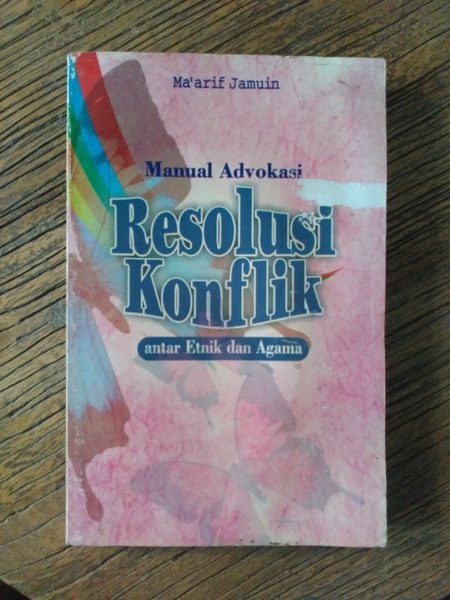 Ma'arif Jamuin
Manual Advokasi
Resolusi
Konflik
antar Etnik dan Agama